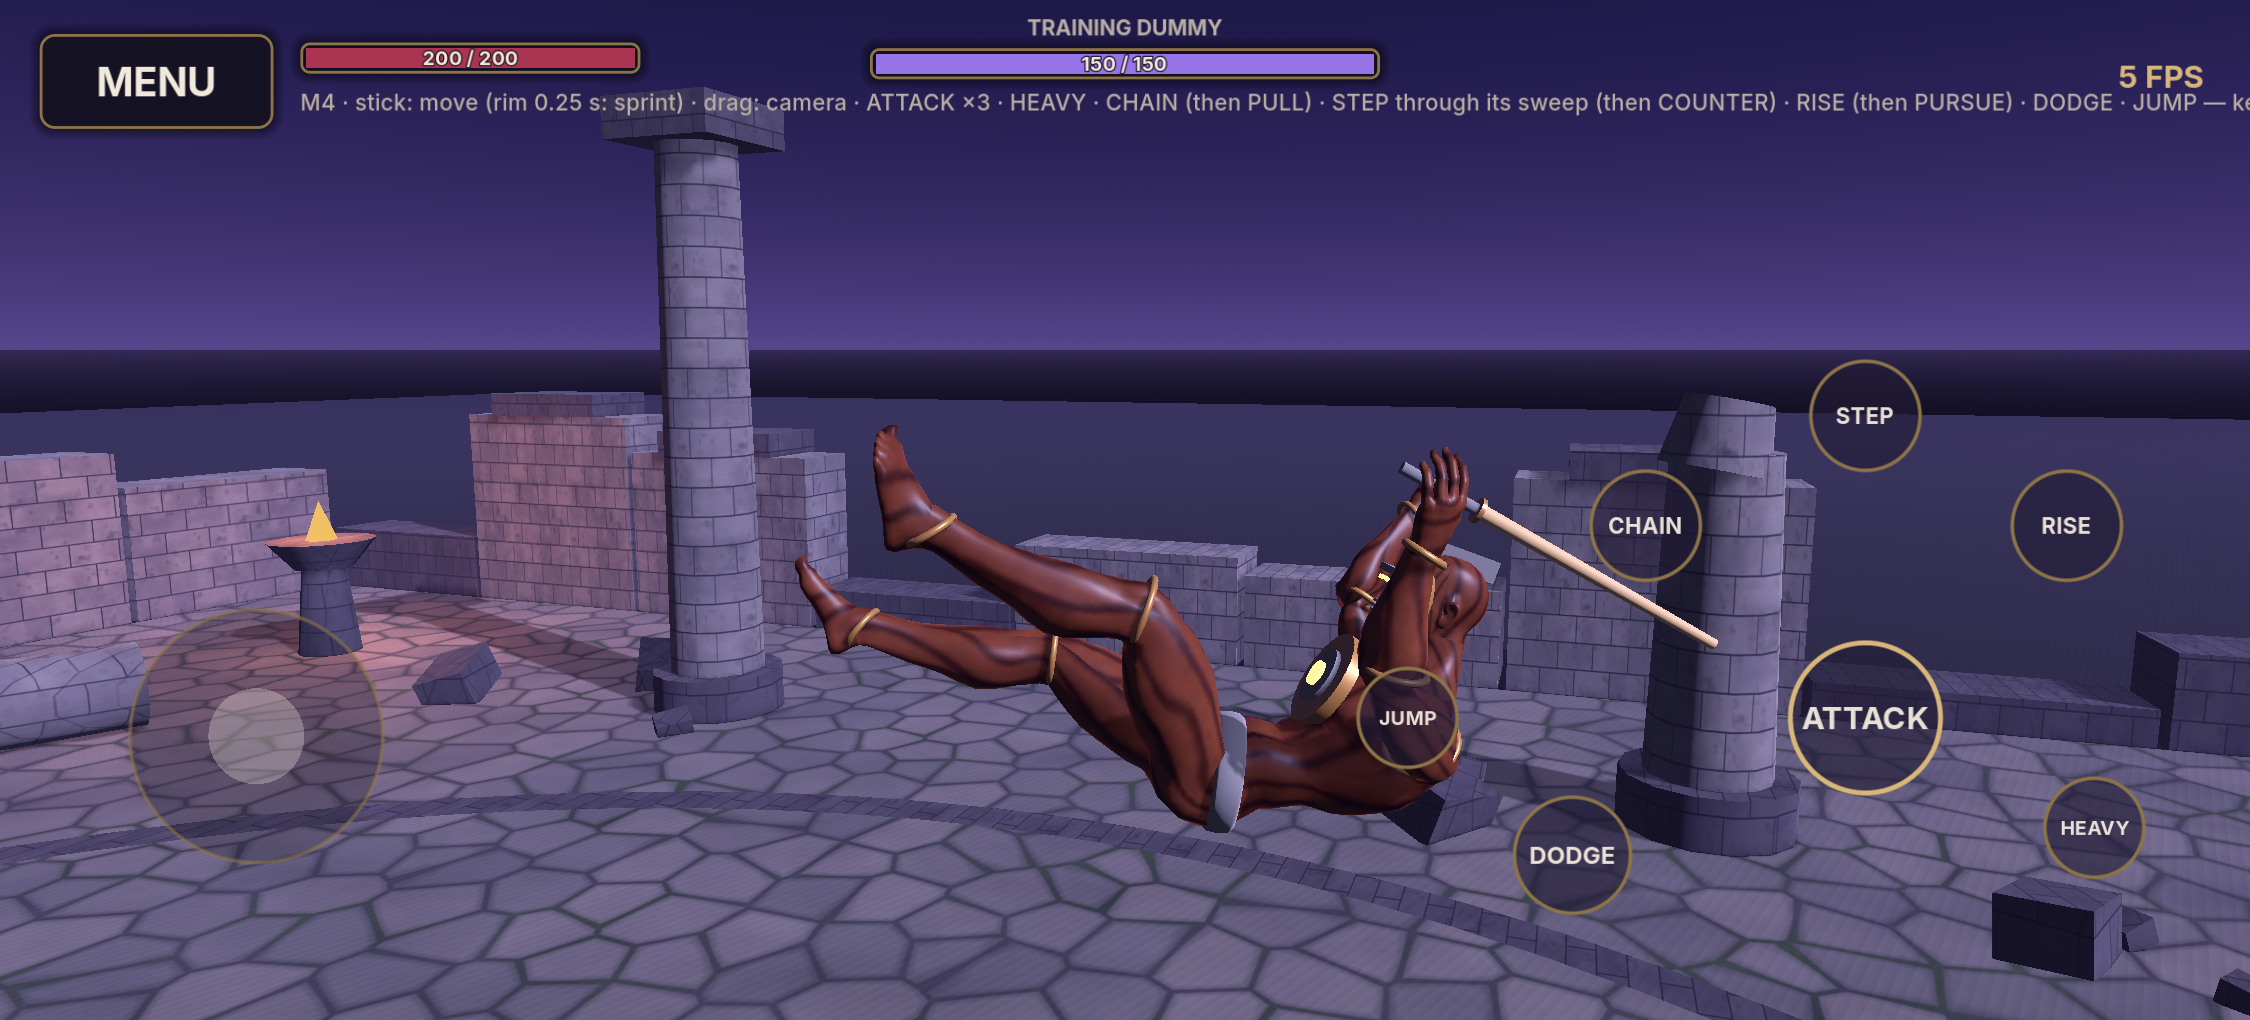 TRAINING DUMMY
MENU
200 / 200
150 / 150
5 FPS
M4 · stick: move (rim 0.25 s: sprint) · drag: camera · ATTACK ×3 · HEAVY · CHAIN (then PULL) · STEP through its sweep (then COUNTER) · RISE (then PURSUE) · DODGE · JUMP —
STEP
CHAIN
RISE
JUMP
ATTACK
HEAVY
DODGE